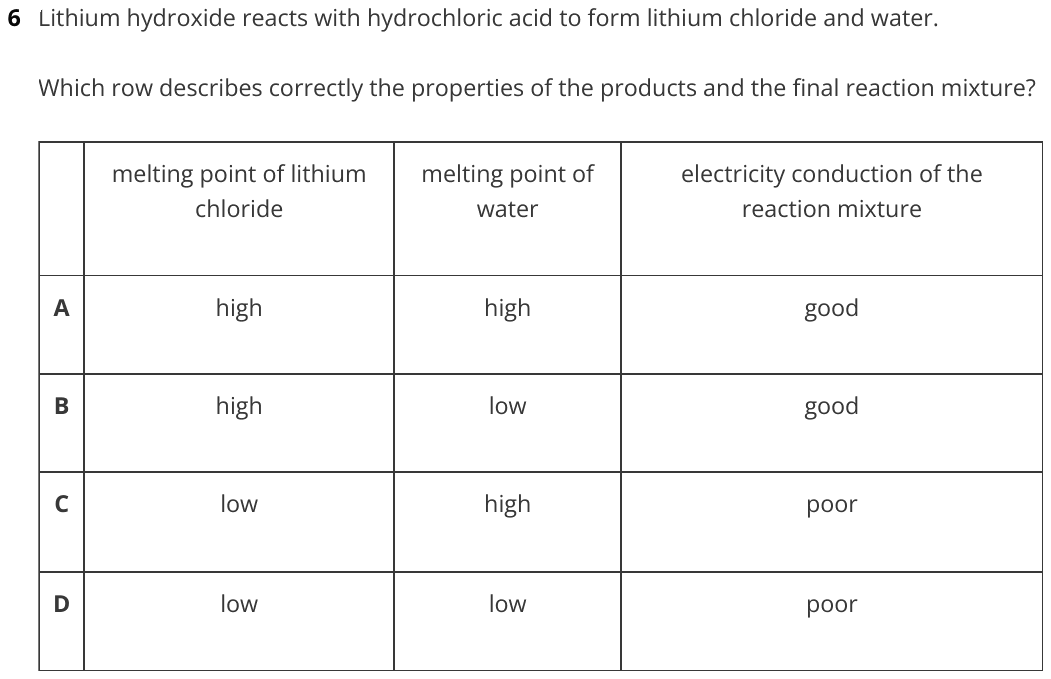 6 Lithium hydroxide reacts with hydrochloric acid to form lithium chloride and water.
Which row describes correctly the properties of the products and the final reaction mixture?
melting point of lithium chloride melting point of water electricity conduction of the reaction mixture
A high high good
B high low good
C low high poor
D low low poor